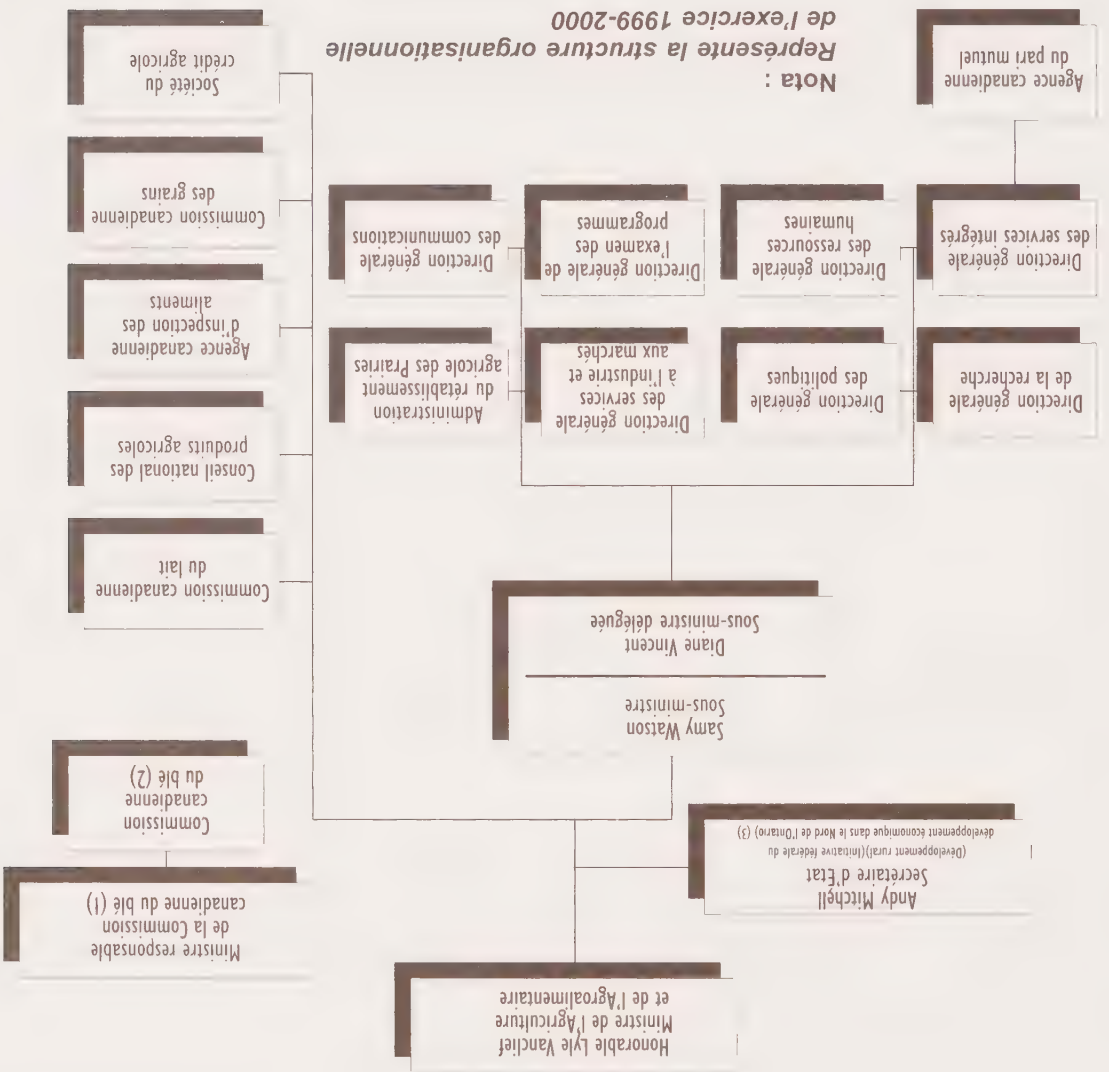 Honorable Lyle Vanclief
Ministre de l'Agriculture
et de l'Agroalimentaire
Andy Mitchell
Secrétaire d'État
(Développement rural)(Initiative fédérale du
développement économique dans le Nord de l'Ontario) (3)
Ministre responsable
de la Commission
canadienne du blé (1)
Commission
canadienne
du blé (2)
Samy Watson
Sous-ministre
Diane Vincent
Sous-ministre déléguée
Commission canadienne
du lait
Conseil national des
produits agricoles
Agence canadienne
d'inspection des
aliments
Commission canadienne
des grains
Société du
crédit agricole
Direction générale
de la recherche
Direction générale
des politiques
Direction générale
des services
à l'industrie et
aux marchés
Administration
du rétablissement
agricole des Prairies
Direction générale
des services intégrés
Direction générale
des ressources
humaines
Direction générale de
l'examen des
programmes
Direction générale
des communications
Agence canadienne
du pari mutuel
Nota :
Représente la structure organisationnelle
de l'exercice 1999-2000